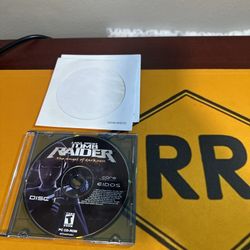 TOMB
RAIDER
the angel of darkness
core
EIDOS
DISC
PC CD-ROM
RR